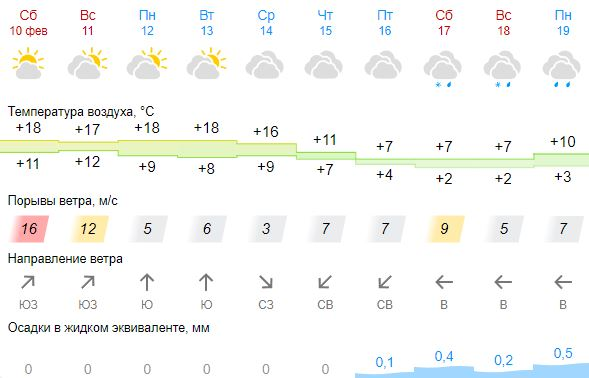 Сб Вс Пн Вт Ср Чт Пт Сб Вс Пн
10 фев 11 12 13 14 15 16 17 18 19
Температура воздуха, °C
+18 +17 +18 +18 +16 +11 +7 +7 +7 +10
+11 +12 +9 +8 +9 +7 +4 +2 +2 +3
Порывы ветра, м/с
16 12 5 6 3 7 7 9 5 7
Направление ветра
ЮЗ ЮЗ Ю Ю СЗ СВ СВ В В В
Осадки в жидком эквиваленте, мм
0 0 0 0 0 0 0,1 0,4 0,2 0,5